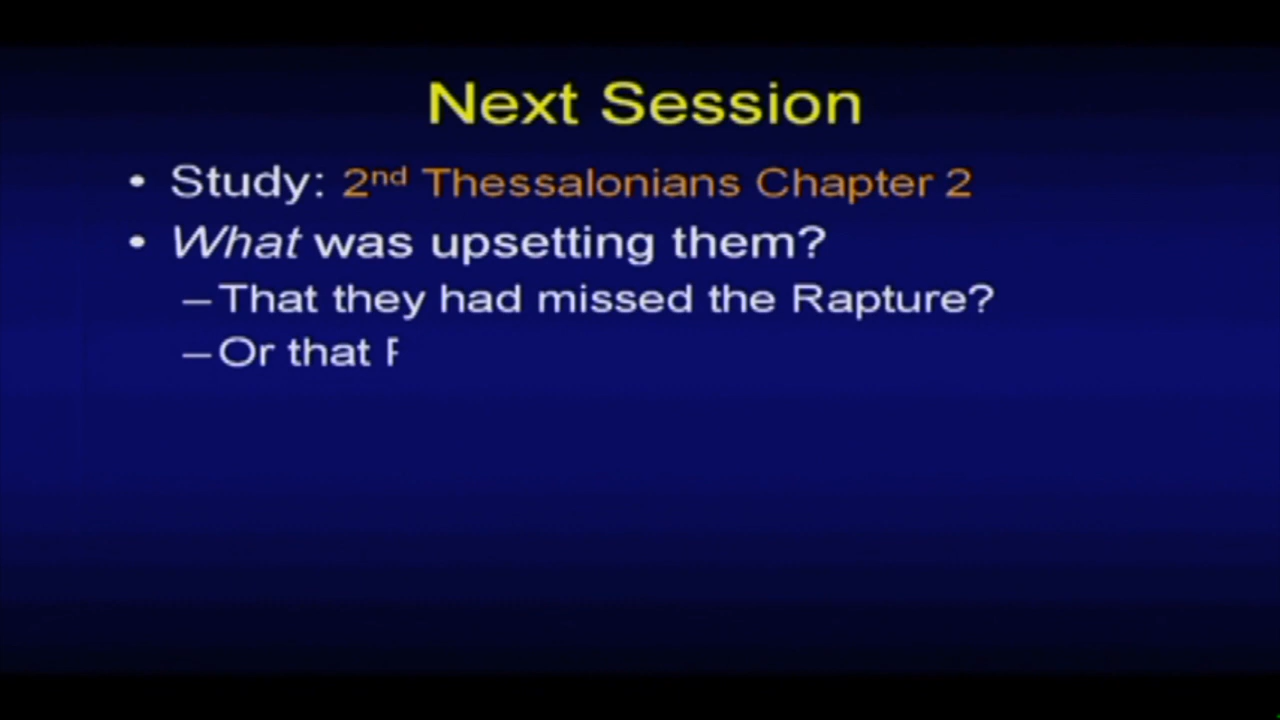 Next Session
• Study: 2nd Thessalonians Chapter 2
• What was upsetting them?
– That they had missed the Rapture?
– Or that